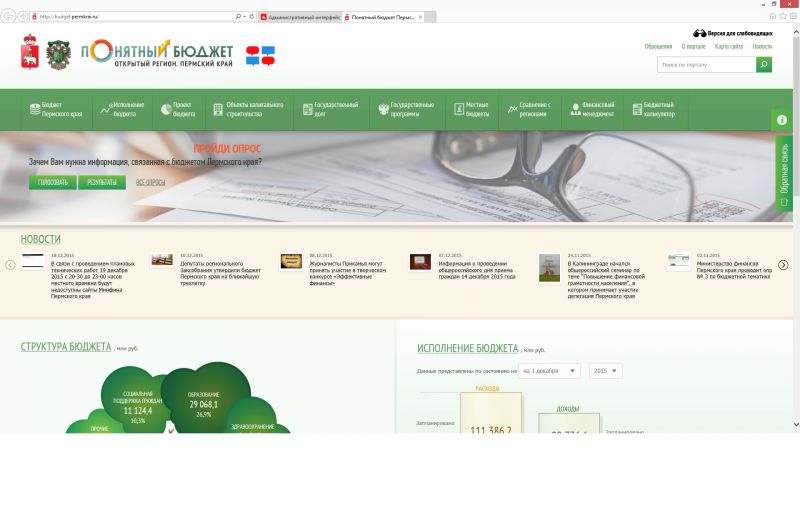 http://budget.permkrai.ru/
Административный интерфейс
Понятный бюджет Пермс...
ПОНЯТНЫЙ БЮДЖЕТ
ОТКРЫТЫЙ РЕГИОН. ПЕРМСКИЙ КРАЙ
Версия для слабовидящих
Обращения О портале Карта сайта Новости
Поиск по порталу
Бюджет
Пермского края
Исполнение
бюджета
Проект
бюджета
Объекты капитального
строительства
Государственный
долг
Государственные
программы
Местные
бюджеты
Сравнение с
регионами
Финансовый
менеджмент
Бюджетный
калькулятор
Обратная связь
ПРОЙДИ ОПРОС
Зачем Вам нужна информация, связанная с бюджетом Пермского края?
ГОЛОСОВАТЬ РЕЗУЛЬТАТЫ ВСЕ ОПРОСЫ
НОВОСТИ
18.12.2015
В связи с проведением плановых
технических работ 19 декабря
2015 с 20-30 до 23-00 часов
местного времени будут
недоступны сайты Минфина
Пермского края
10.12.2015
Депутаты регионального
Заксобрания утвердили бюджет
Пермского края на ближайшую
трехлетку
08.12.2015
Журналисты Прикамья могут
принять участие в творческом
конкурсе «Эффективные
финансы»
07.12.2015
Информация о проведении
общероссийского дня приема
граждан 14 декабря 2015 года
24.11.2015
В Калининграде начался
общероссийский семинар по
теме "Повышение финансовой
грамотности населения", в
котором принимает участие
делегация Пермского края
02.11.2015
Министерство финансов
Пермского края проводит опр
№ 3 по бюджетной тематике
СТРУКТУРА БЮДЖЕТА , млн руб.
СОЦИАЛЬНАЯ
ПОДДЕРЖКА ГРАЖДАН
11 124,4
10,3%
ОБРАЗОВАНИЕ
29 068,1
26,9%
ПРОЧИЕ
ЗДРАВООХРАНЕНИЕ
ИСПОЛНЕНИЕ БЮДЖЕТА , млн руб.
Данные представлены по состоянию на на 1 декабря 2015
РАСХОДЫ
Запланировано
111 386,2
ДОХОДЫ
Запланировано